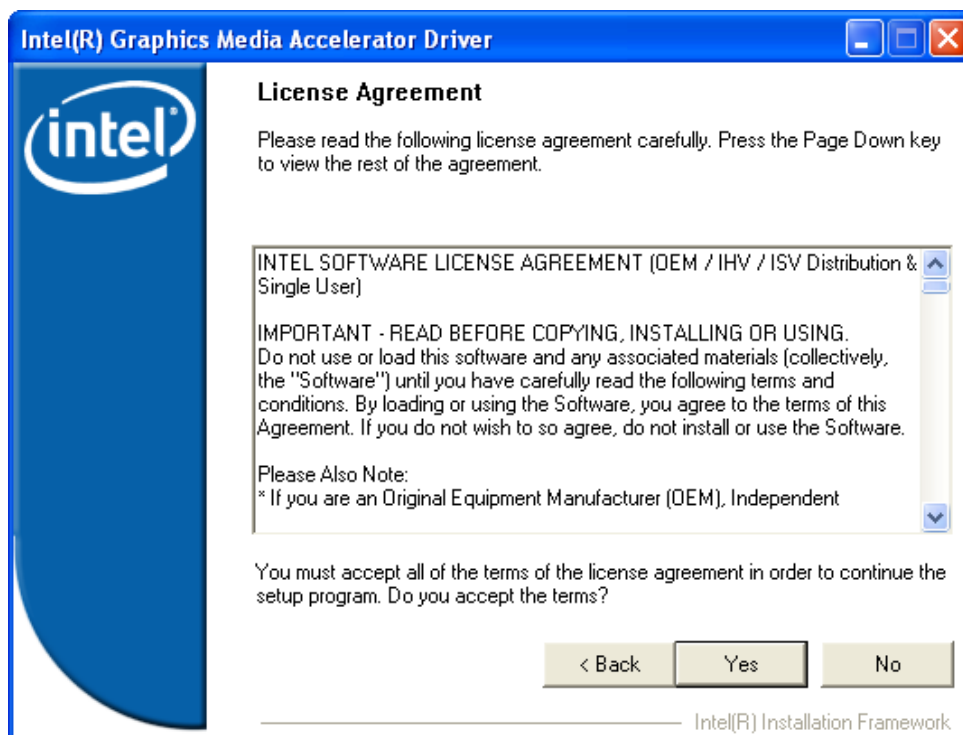 Intel(R) Graphics Media Accelerator Driver
intel
License Agreement
Please read the following license agreement carefully. Press the Page Down key
to view the rest of the agreement.
INTEL SOFTWARE LICENSE AGREEMENT (OEM / IHV / ISV Distribution &
Single User)
IMPORTANT - READ BEFORE COPYING, INSTALLING OR USING.
Do not use or load this software and any associated materials (collectively,
the "Software") until you have carefully read the following terms and
conditions. By loading or using the Software, you agree to the terms of this
Agreement. If you do not wish to so agree, do not install or use the Software.
Please Also Note:
* If you are an Original Equipment Manufacturer (OEM), Independent
You must accept all of the terms of the license agreement in order to continue the
setup program. Do you accept the terms?
< Back Yes No
Intel(R) Installation Framework